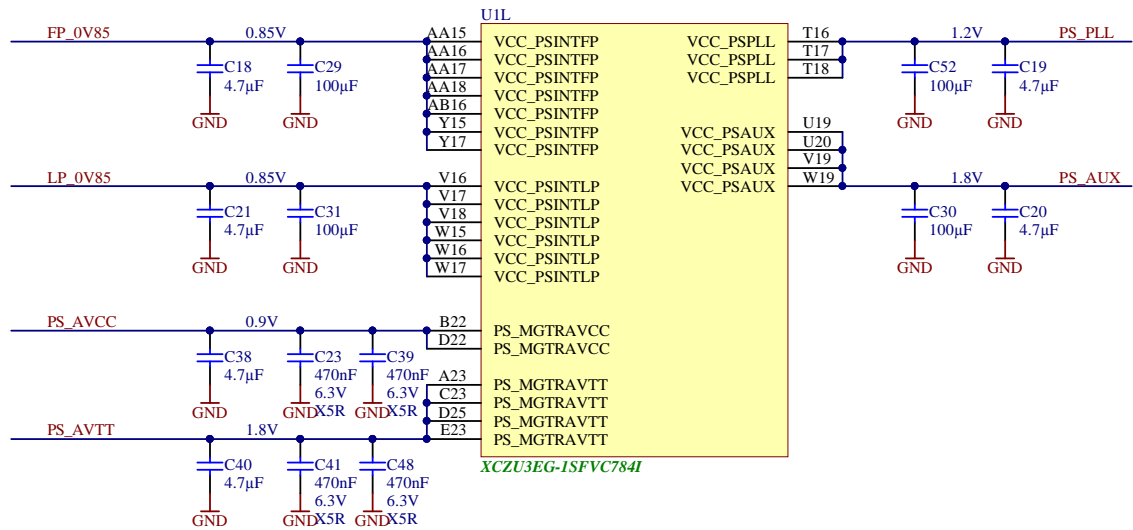 U1L
FP_0V85 0.85V AA15 VCC_PSINTFP VCC_PSPLL T16 1.2V PS_PLL
AA16 VCC_PSINTFP VCC_PSPLL T17
C18 C29 AA17 VCC_PSINTFP VCC_PSPLL T18 C52 C19
4.7µF 100µF AA18 VCC_PSINTFP 100µF 4.7µF
AB16 VCC_PSINTFP
GND GND Y15 VCC_PSINTFP VCC_PSAUX U19 GND GND
Y17 VCC_PSINTFP VCC_PSAUX U20
VCC_PSAUX V19
LP_0V85 0.85V V16 VCC_PSINTLP VCC_PSAUX W19 1.8V PS_AUX
V17 VCC_PSINTLP
C21 C31 V18 VCC_PSINTLP C30 C20
4.7µF 100µF W15 VCC_PSINTLP 100µF 4.7µF
W16 VCC_PSINTLP
GND GND W17 VCC_PSINTLP GND GND
PS_AVCC 0.9V B22 PS_MGTRAVCC
D22 PS_MGTRAVCC
C38 C23 C39
4.7µF 470nF 470nF A23 PS_MGTRAVTT
6.3V 6.3V C23 PS_MGTRAVTT
GND GND X5R GND X5R D25 PS_MGTRAVTT
PS_AVTT 1.8V E23 PS_MGTRAVTT
C40 C41 C48 XCZU3EG-1SFVC784I
4.7µF 470nF 470nF
6.3V 6.3V
GND GND X5R GND X5R